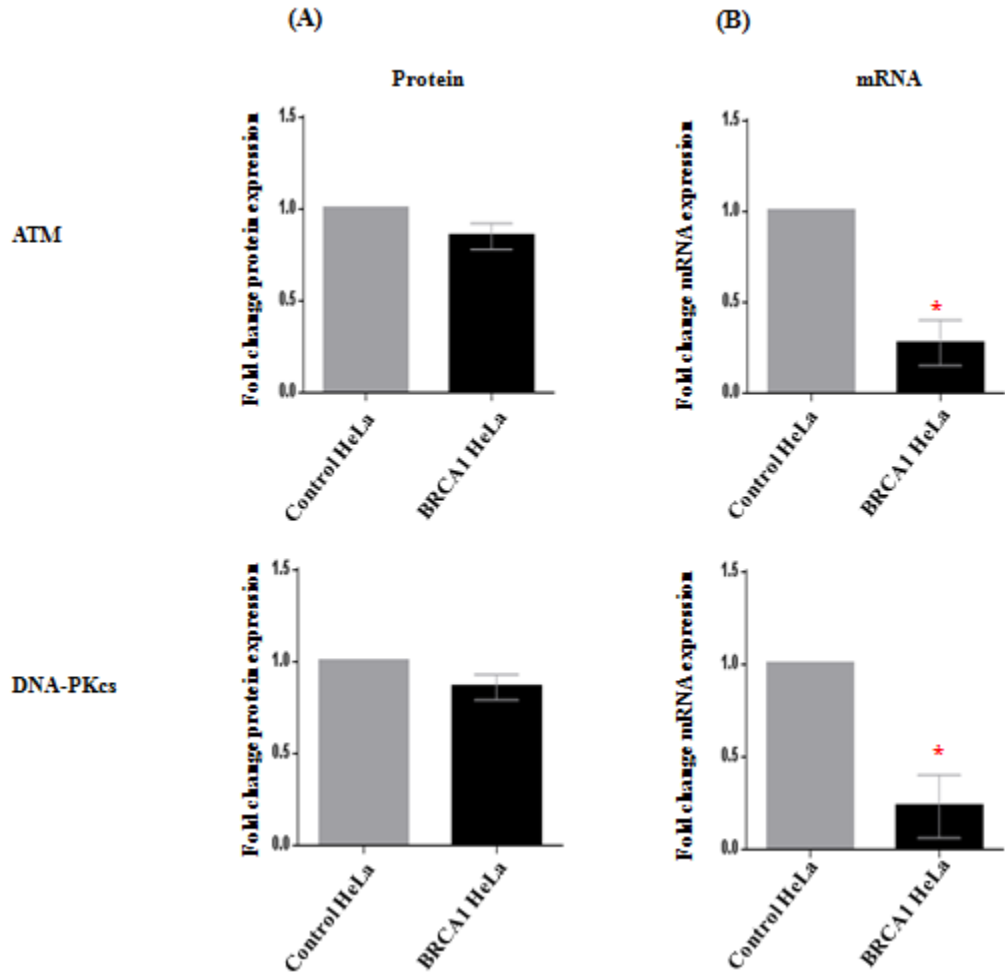 (A)
(B)
Protein
mRNA
ATM
Fold change protein expression
1.5
1.0
0.5
0.0
Control HeLa
BRCA1 HeLa
Fold change mRNA expression
1.5
1.0
0.5
0.0
*
Control HeLa
BRCA1 HeLa
DNA-PKcs
Fold change protein expression
1.5
1.0
0.5
0.0
Control HeLa
BRCA1 HeLa
Fold change mRNA expression
1.5
1.0
0.5
0.0
*
Control HeLa
BRCA1 HeLa